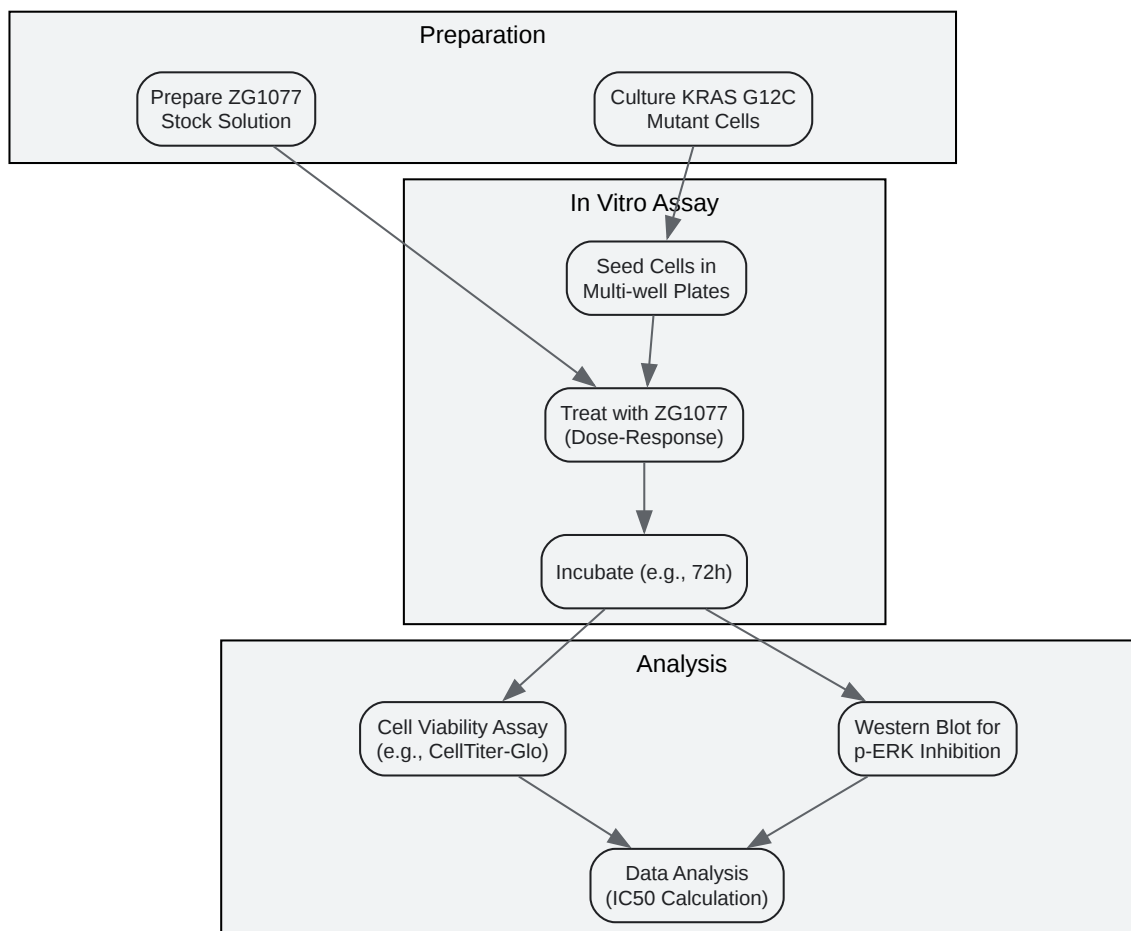 Preparation
Prepare ZG1077
Stock Solution
Culture KRAS G12C
Mutant Cells
In Vitro Assay
Seed Cells in
Multi-well Plates
Treat with ZG1077
(Dose-Response)
Incubate (e.g., 72h)
Analysis
Cell Viability Assay
(e.g., CellTiter-Glo)
Western Blot for
p-ERK Inhibition
Data Analysis
(IC50 Calculation)